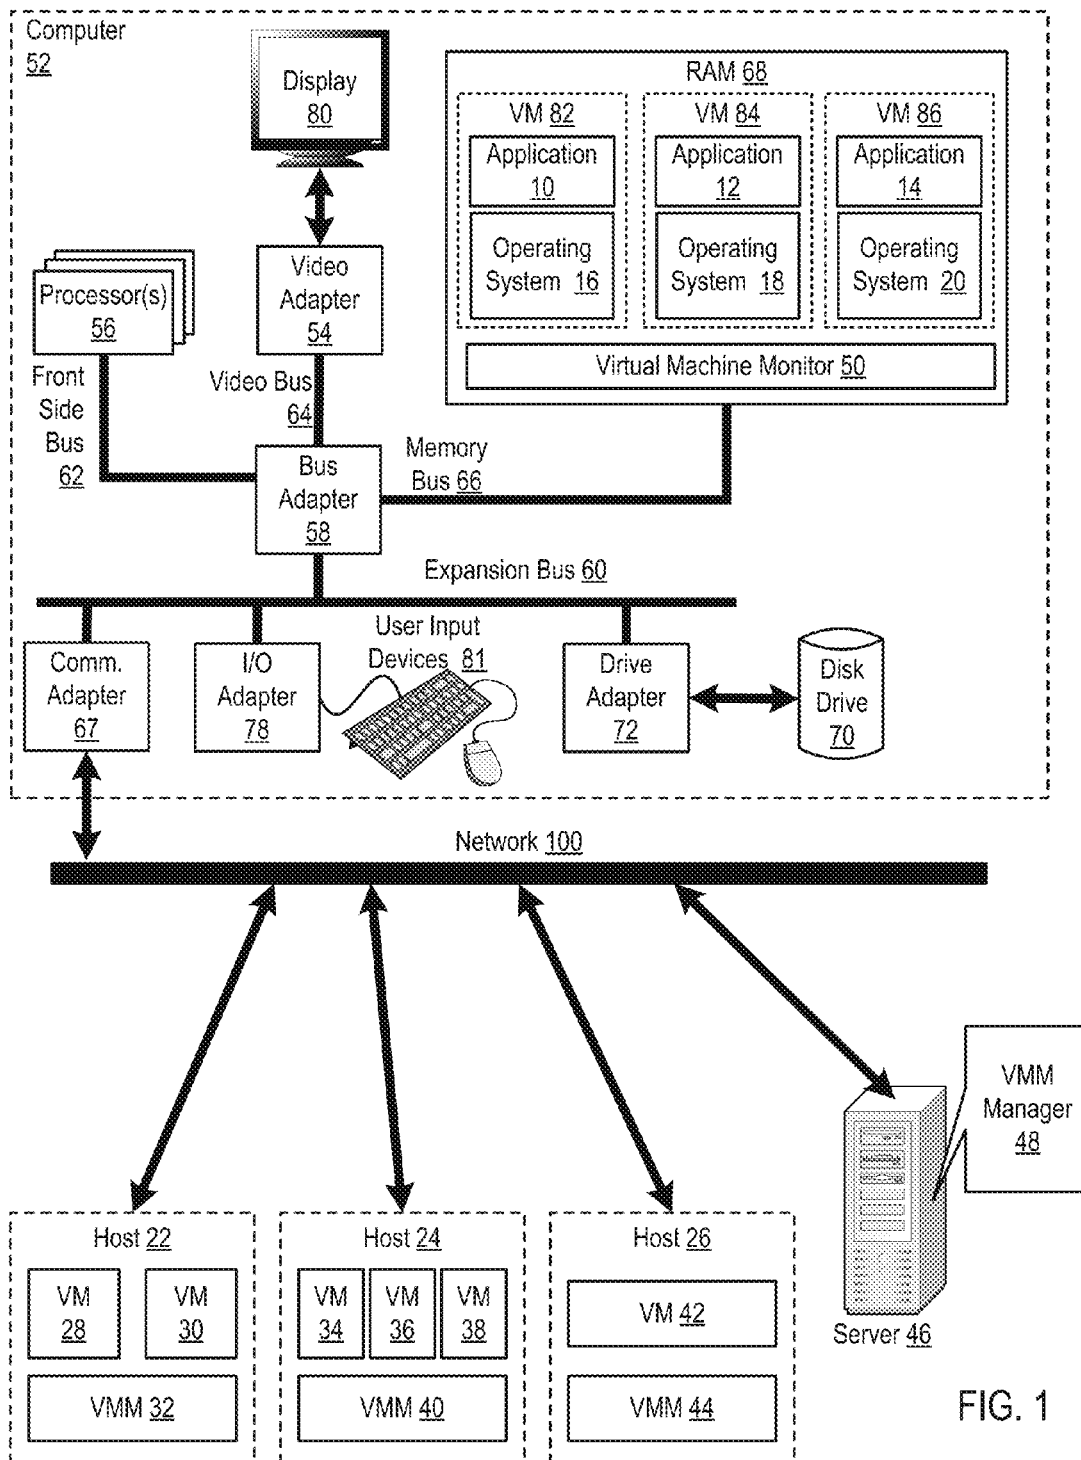 Computer
52
Display
80
RAM 68
VM 82
Application
10
Operating
System 16
VM 84
Application
12
Operating
System 18
VM 86
Application
14
Operating
System 20
Virtual Machine Monitor 50
Processor(s)
56
Video
Adapter
54
Front
Side
Bus
62
Video Bus
64
Bus
Adapter
58
Memory
Bus 66
Expansion Bus 60
Comm.
Adapter
67
I/O
Adapter
78
User Input
Devices 81
Drive
Adapter
72
Disk
Drive
70
Network 100
VMM
Manager
48
Server 46
Host 22
VM
28
VM
30
VMM 32
Host 24
VM
34
VM
36
VM
38
VMM 40
Host 26
VM 42
VMM 44
FIG. 1